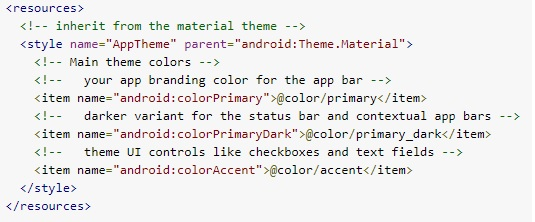 <resources>
  <!-- inherit from the material theme -->
  <style name="AppTheme" parent="android:Theme.Material">
    <!-- Main theme colors -->
    <!--   your app branding color for the app bar -->
    <item name="android:colorPrimary">@color/primary</item>
    <!--   darker variant for the status bar and contextual app bars -->
    <item name="android:colorPrimaryDark">@color/primary_dark</item>
    <!--   theme UI controls like checkboxes and text fields -->
    <item name="android:colorAccent">@color/accent</item>
  </style>
</resources>